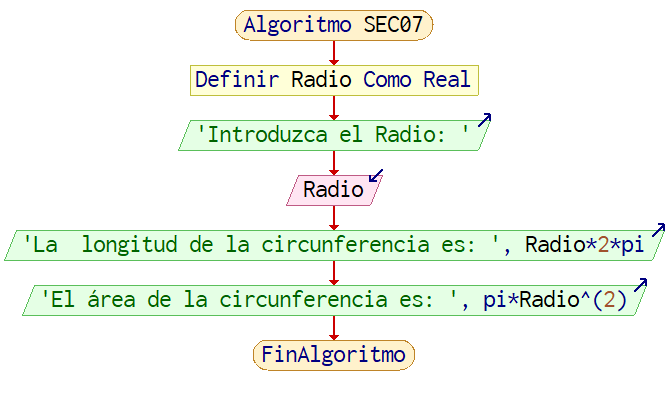 Algoritmo SEC07
Definir Radio Como Real
'Introduzca el Radio: '
Radio
'La  longitud de la circunferencia es: ', Radio*2*pi
'El área de la circunferencia es: ', pi*Radio^(2)
FinAlgoritmo